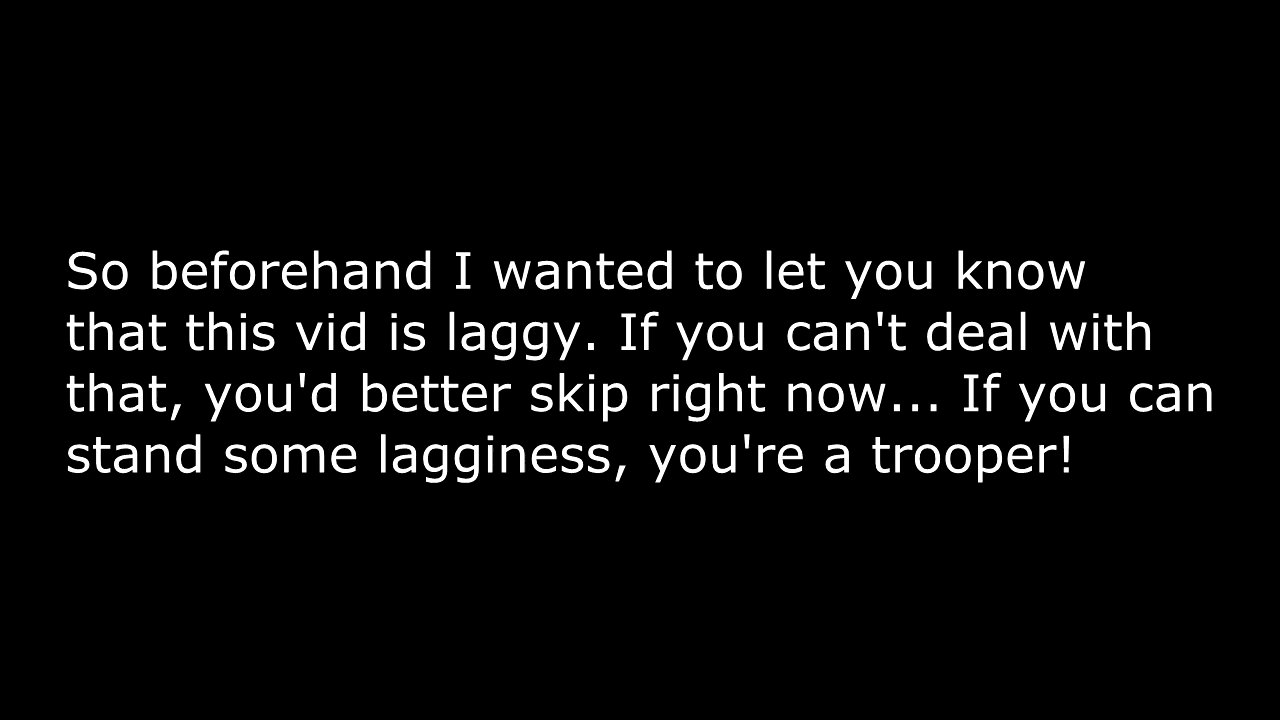 So beforehand I wanted to let you know
that this vid is laggy. If you can't deal with
that, you'd better skip right now... If you can
stand some lagginess, you're a trooper!